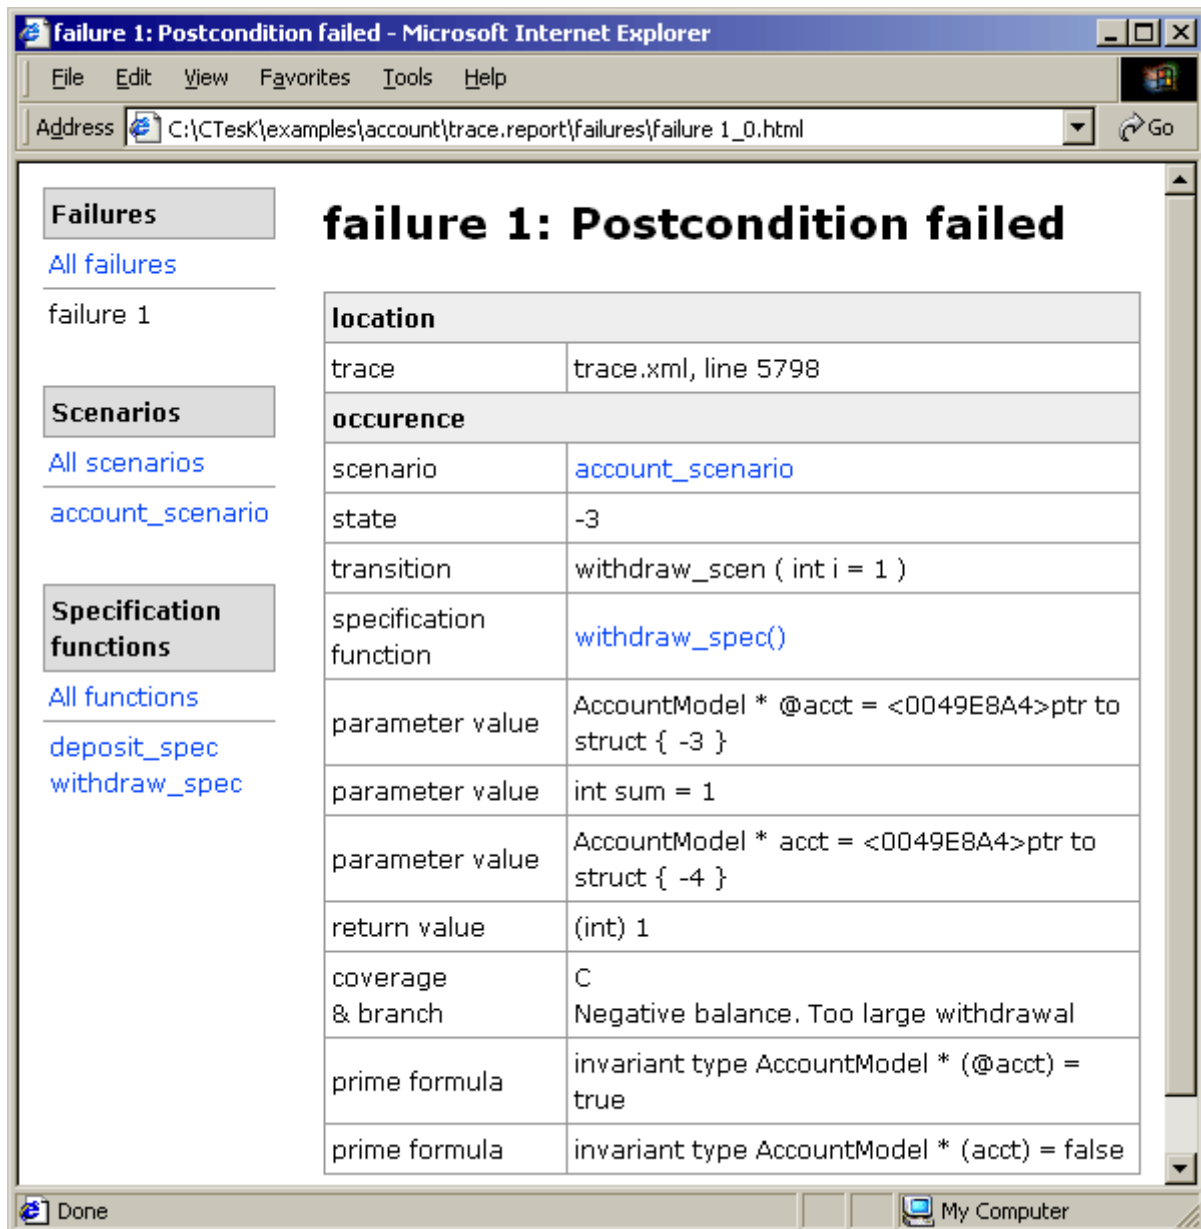 failure 1: Postcondition failed - Microsoft Internet Explorer
File Edit View Favorites Tools Help
Address C:\CTesK\examples\account\trace.report\failures\failure 1_0.html Go
Failures
All failures
failure 1
Scenarios
All scenarios
account_scenario
Specification
functions
All functions
deposit_spec
withdraw_spec
failure 1: Postcondition failed
location
trace trace.xml, line 5798
occurence
scenario account_scenario
state -3
transition withdraw_scen ( int i = 1 )
specification
function withdraw_spec()
parameter value AccountModel * @acct = <0049E8A4>ptr to
struct { -3 }
parameter value int sum = 1
parameter value AccountModel * acct = <0049E8A4>ptr to
struct { -4 }
return value (int) 1
coverage C
& branch Negative balance. Too large withdrawal
prime formula invariant type AccountModel * (@acct) =
true
prime formula invariant type AccountModel * (acct) = false
Done My Computer